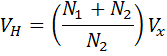 V_H = ((N_1 + N_2) / N_2) V_x